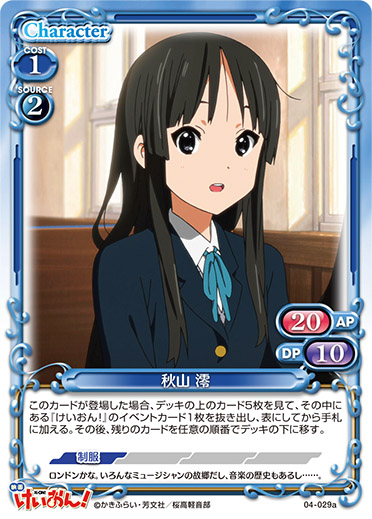 Character
COST
1
SOURCE
2
20 AP
DP 10
秋山 澪
このカードが登場した場合、デッキの上のカード5枚を見て、その中に
ある『けいおん!』のイベントカード1枚を抜き出し、表にしてから手札
に加える。その後、残りのカードを任意の順番でデッキの下に移す。
制服
ロンドンかな。いろんなミュージシャンの故郷だし、音楽の歴史もあるし……。
映画 けいおん!
©かきふらい・芳文社/桜高軽音部
04-029a